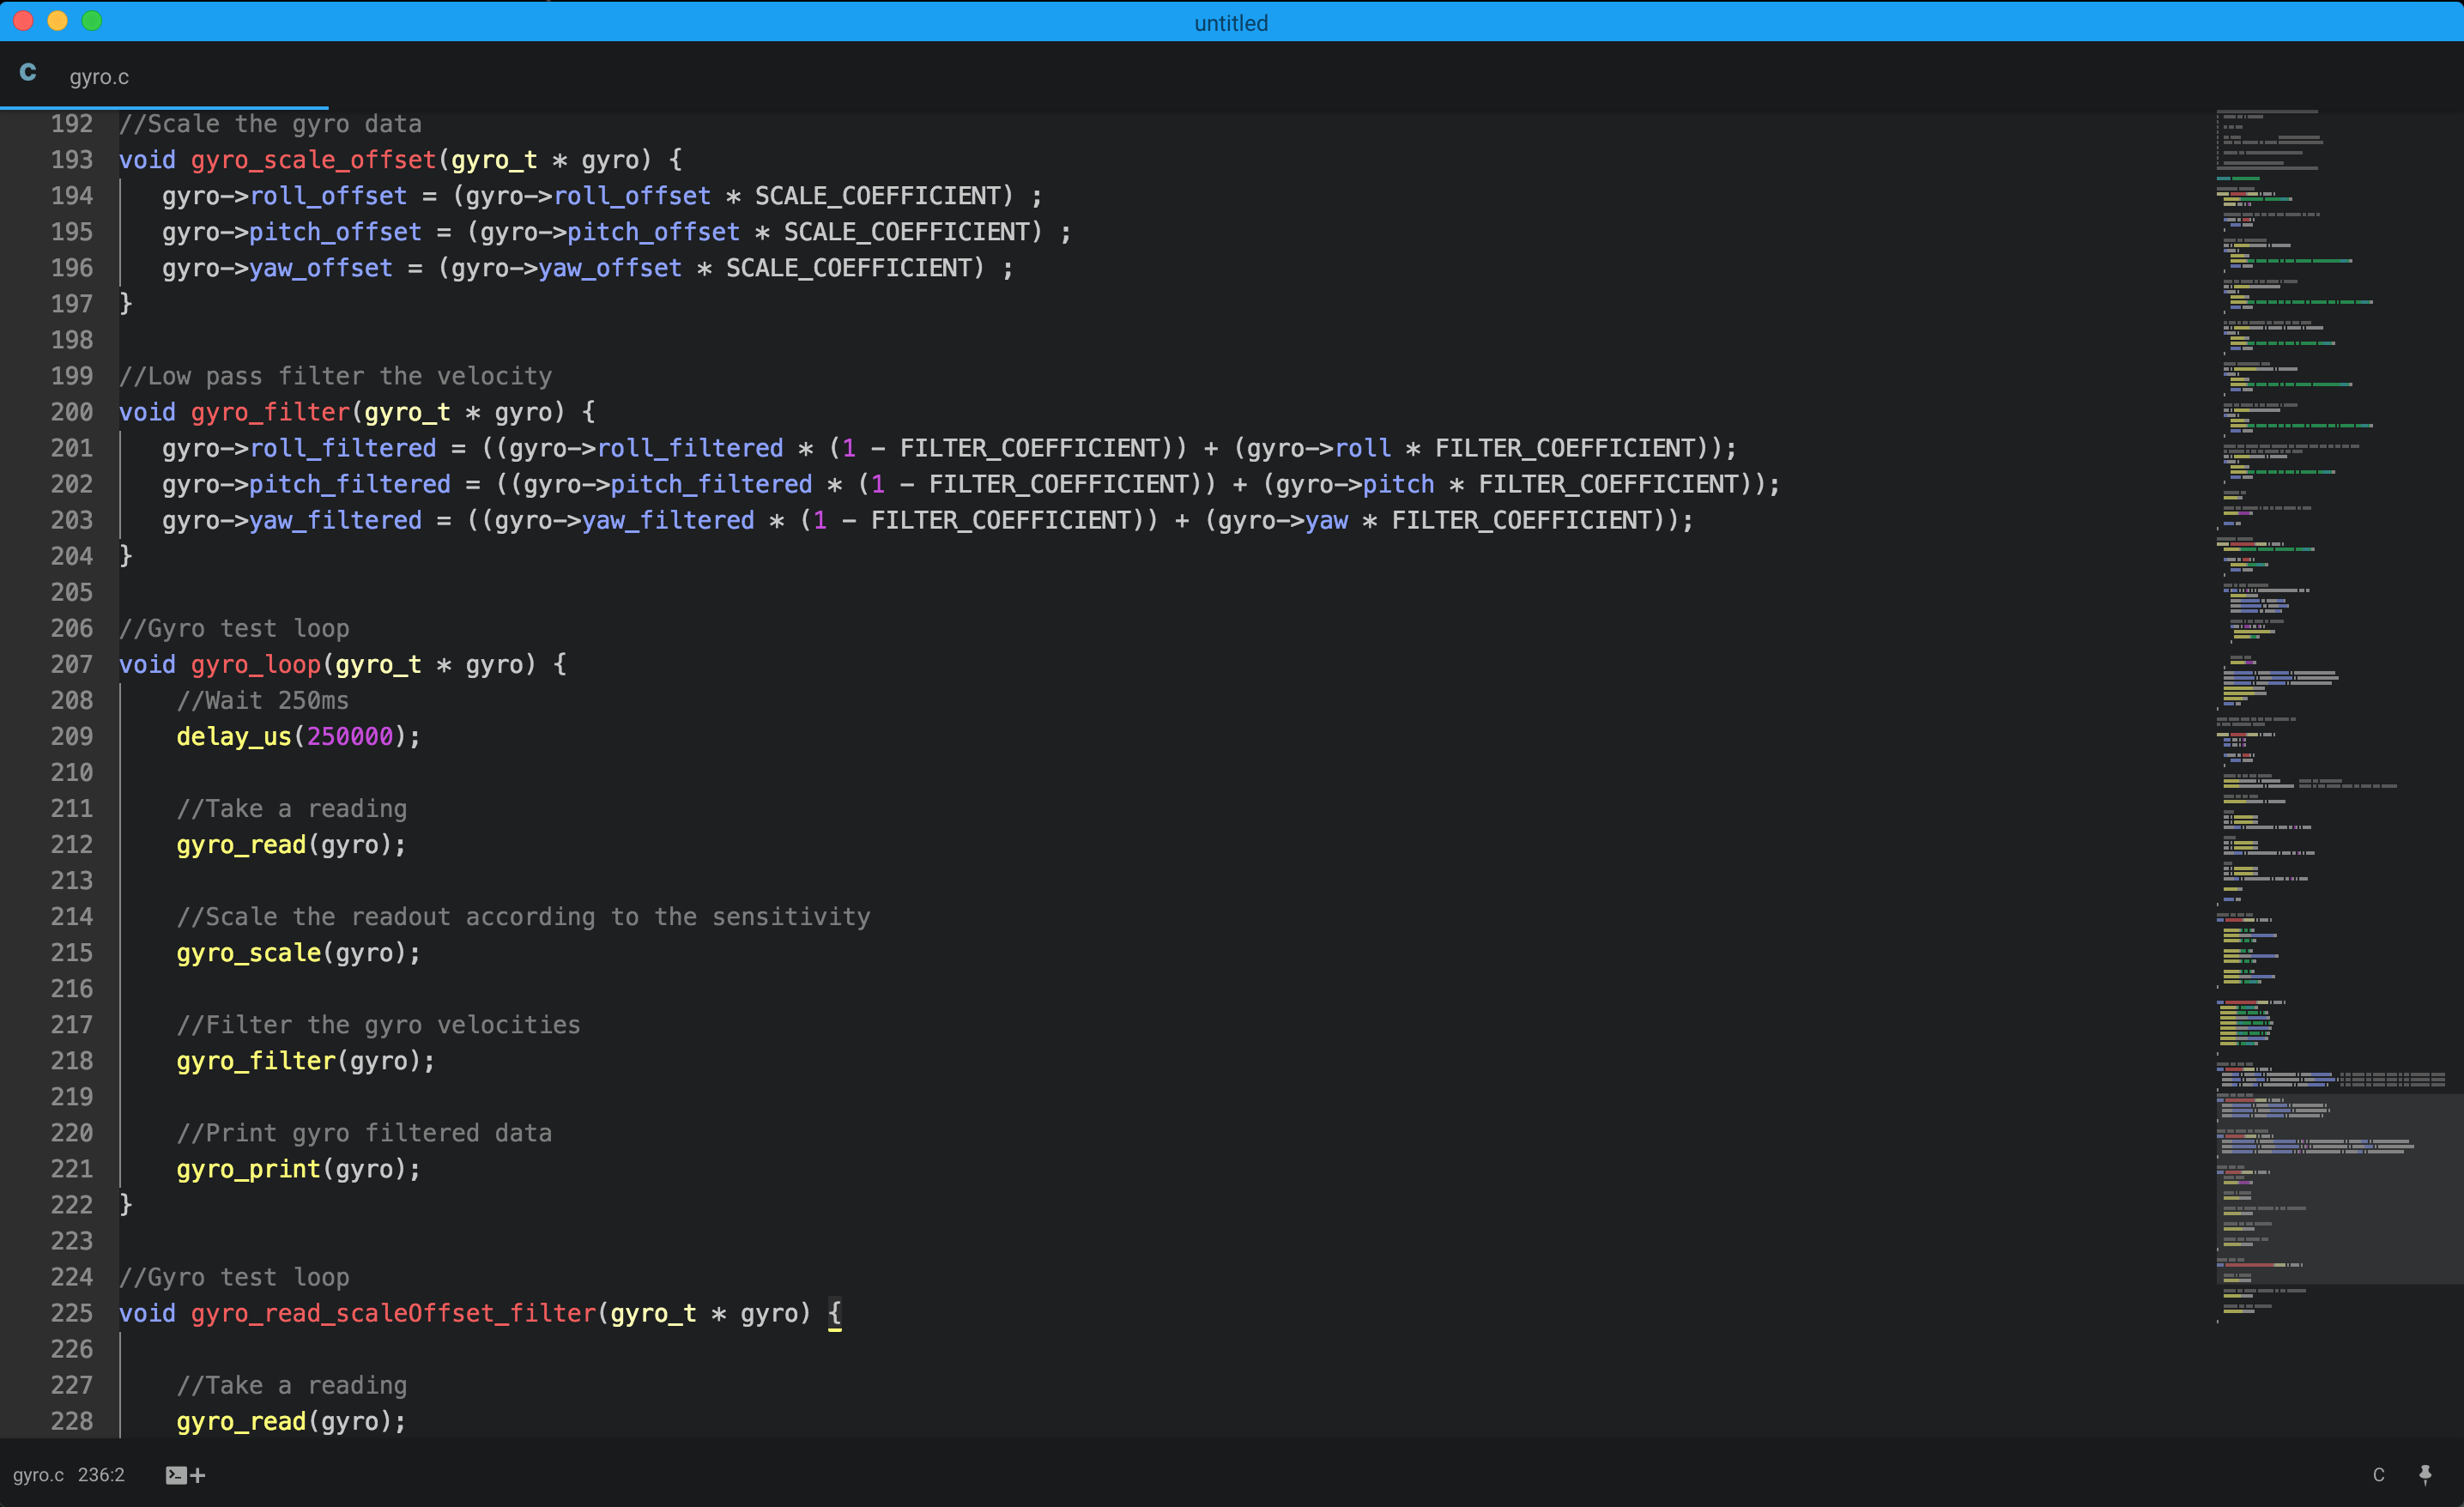 untitled
C gyro.c
192 //Scale the gyro data
193 void gyro_scale_offset(gyro_t * gyro) {
194    gyro->roll_offset = (gyro->roll_offset * SCALE_COEFFICIENT) ;
195    gyro->pitch_offset = (gyro->pitch_offset * SCALE_COEFFICIENT) ;
196    gyro->yaw_offset = (gyro->yaw_offset * SCALE_COEFFICIENT) ;
197 }
198
199 //Low pass filter the velocity
200 void gyro_filter(gyro_t * gyro) {
201    gyro->roll_filtered = ((gyro->roll_filtered * (1 - FILTER_COEFFICIENT)) + (gyro->roll * FILTER_COEFFICIENT));
202    gyro->pitch_filtered = ((gyro->pitch_filtered * (1 - FILTER_COEFFICIENT)) + (gyro->pitch * FILTER_COEFFICIENT));
203    gyro->yaw_filtered = ((gyro->yaw_filtered * (1 - FILTER_COEFFICIENT)) + (gyro->yaw * FILTER_COEFFICIENT));
204 }
205
206 //Gyro test loop
207 void gyro_loop(gyro_t * gyro) {
208     //Wait 250ms
209     delay_us(250000);
210
211     //Take a reading
212     gyro_read(gyro);
213
214     //Scale the readout according to the sensitivity
215     gyro_scale(gyro);
216
217     //Filter the gyro velocities
218     gyro_filter(gyro);
219
220     //Print gyro filtered data
221     gyro_print(gyro);
222 }
223
224 //Gyro test loop
225 void gyro_read_scaleOffset_filter(gyro_t * gyro) {
226
227     //Take a reading
228     gyro_read(gyro);
gyro.c 236:2 C